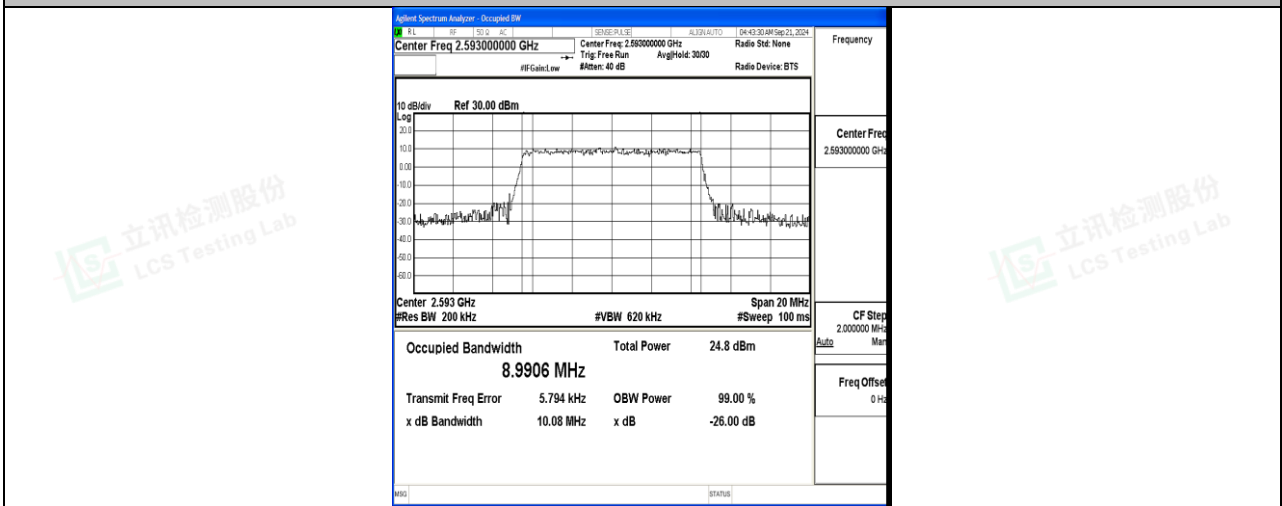 Agilent Spectrum Analyzer - Occupied BW
RL RF 50 Ω AC SENSE:PULSE ALIGN AUTO 04:43:30 AM Sep 21, 2024
Center Freq 2.593000000 GHz
Center Freq: 2.593000000 GHz
Radio Std: None
Trig: Free Run Avg|Hold: 30/30
#IFGain:Low
#Atten: 40 dB
Radio Device: BTS
10 dB/div Ref 30.00 dBm
Log
20.0
10.0
0.00
-10.0
-20.0
-30.0
-40.0
-50.0
-60.0
Center 2.593 GHz Span 20 MHz
#Res BW 200 kHz #VBW 620 kHz #Sweep 100 ms
Occupied Bandwidth Total Power 24.8 dBm
8.9906 MHz
Transmit Freq Error 5.794 kHz OBW Power 99.00 %
x dB Bandwidth 10.08 MHz x dB -26.00 dB
MSG STATUS
Frequency
Center Freq
2.593000000 GHz
CF Step
2.000000 MHz
Auto Man
Freq Offset
0 Hz
立讯检测股份
LCS Testing Lab
立讯检测股份
LCS Testing Lab